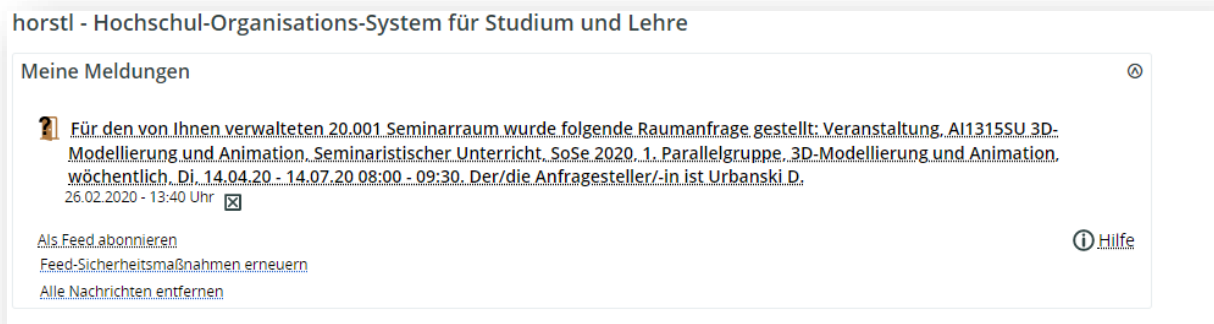 horstl - Hochschul-Organisations-System für Studium und Lehre
Meine Meldungen
Für den von Ihnen verwalteten 20.001 Seminarraum wurde folgende Raumanfrage gestellt: Veranstaltung, AI1315SU 3D-
Modellierung und Animation, Seminaristischer Unterricht, SoSe 2020, 1. Parallelgruppe, 3D-Modellierung und Animation,
wöchentlich, Di, 14.04.20 - 14.07.20 08:00 - 09:30. Der/die Anfragesteller/-in ist Urbanski D.
26.02.2020 - 13:40 Uhr
Als Feed abonnieren
Hilfe
Feed-Sicherheitsmaßnahmen erneuern
Alle Nachrichten entfernen